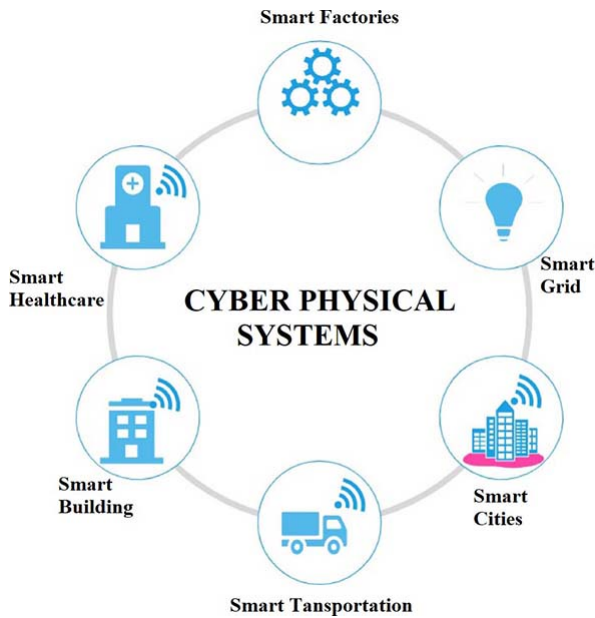 Smart Factories
Smart
Grid
Smart
Healthcare
CYBER PHYSICAL
SYSTEMS
Smart
Building
Smart
Cities
Smart Tansportation